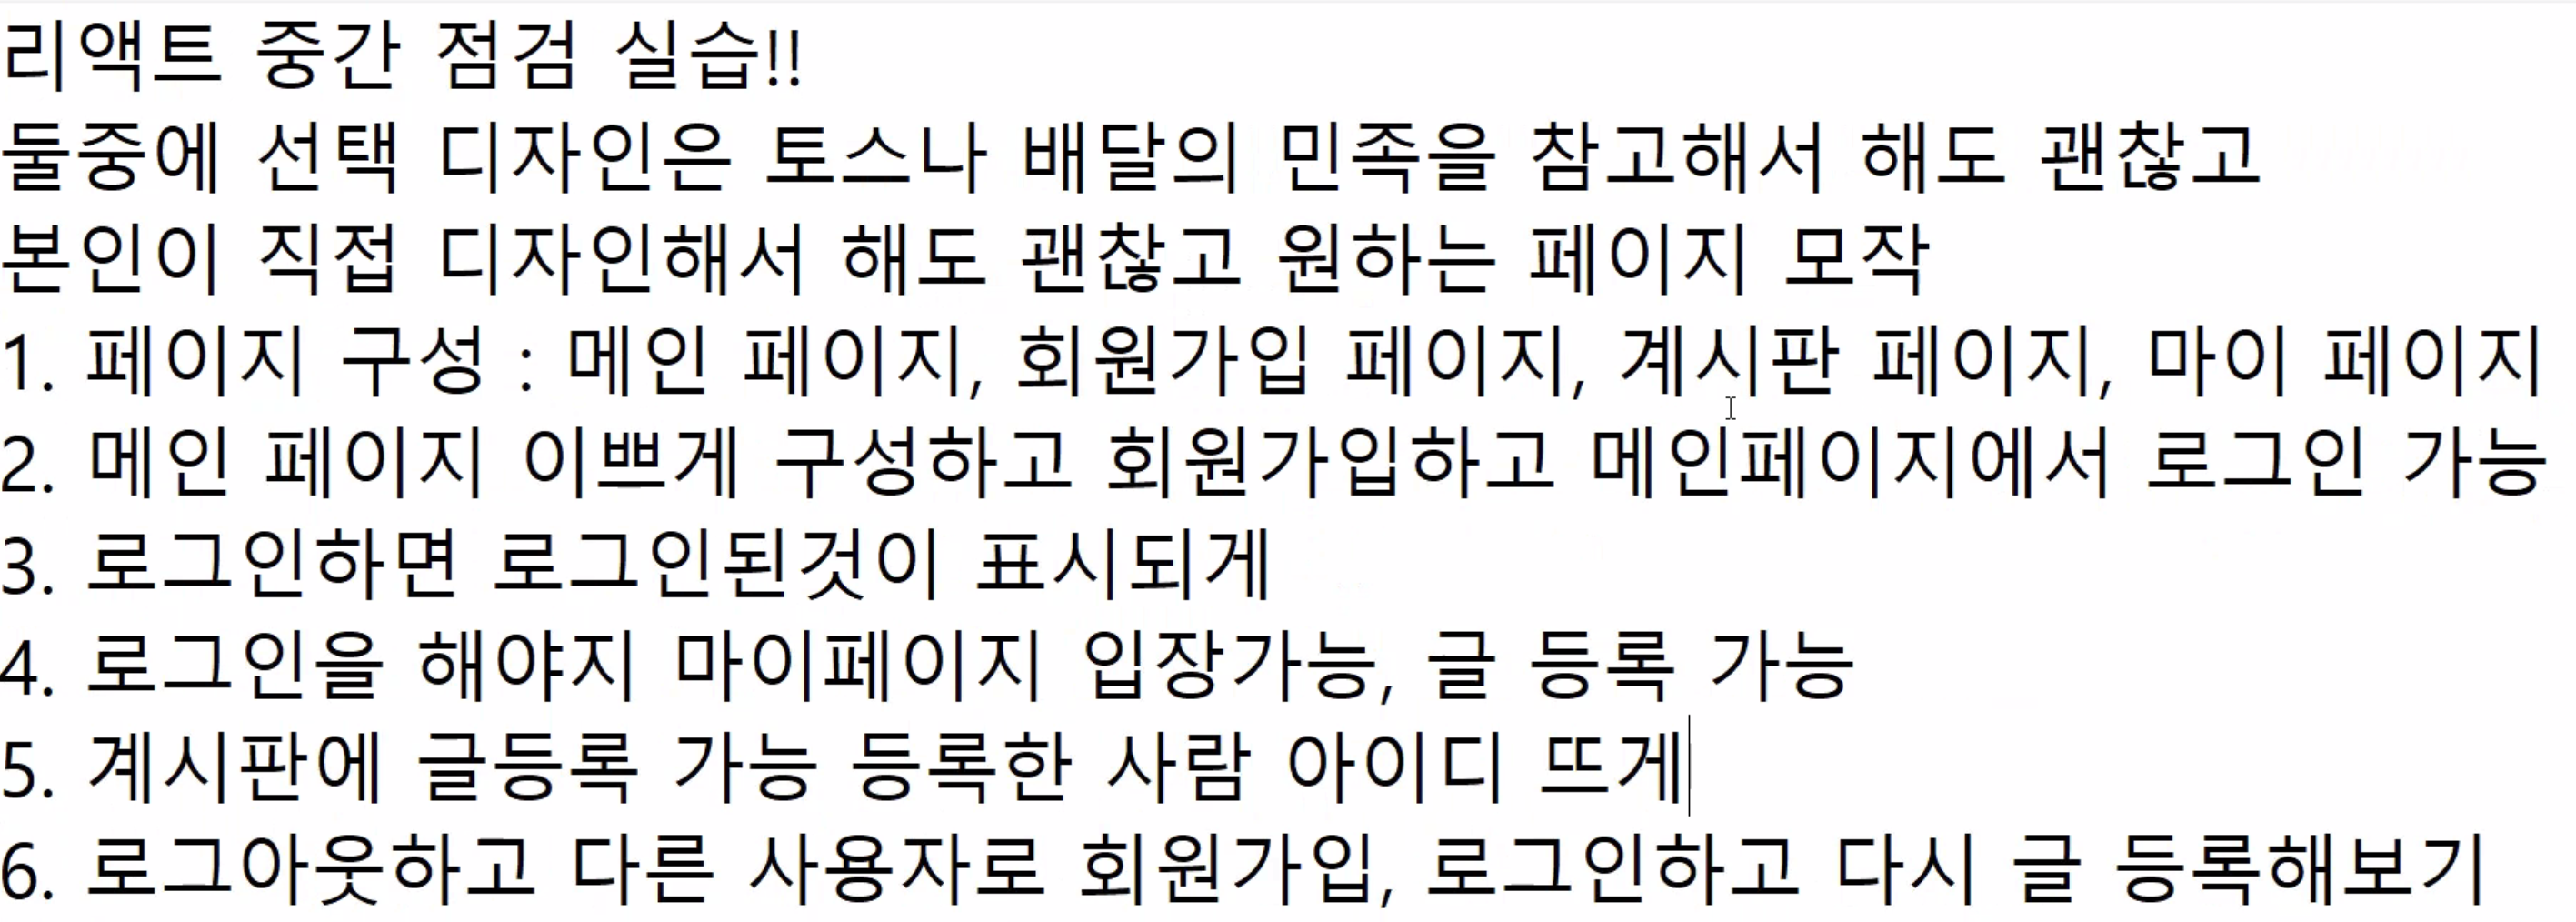 리액트 중간 점검 실습!!
둘중에 선택 디자인은 토스나 배달의 민족을 참고해서 해도 괜찮고
본인이 직접 디자인해서 해도 괜찮고 원하는 페이지 모작
1. 페이지 구성 : 메인 페이지, 회원가입 페이지, 계시판 페이지, 마이 페이지
2. 메인 페이지 이쁘게 구성하고 회원가입하고 메인페이지에서 로그인 가능
3. 로그인하면 로그인된것이 표시되게
4. 로그인을 해야지 마이페이지 입장가능, 글 등록 가능
5. 계시판에 글등록 가능 등록한 사람 아이디 뜨게
6. 로그아웃하고 다른 사용자로 회원가입, 로그인하고 다시 글 등록해보기